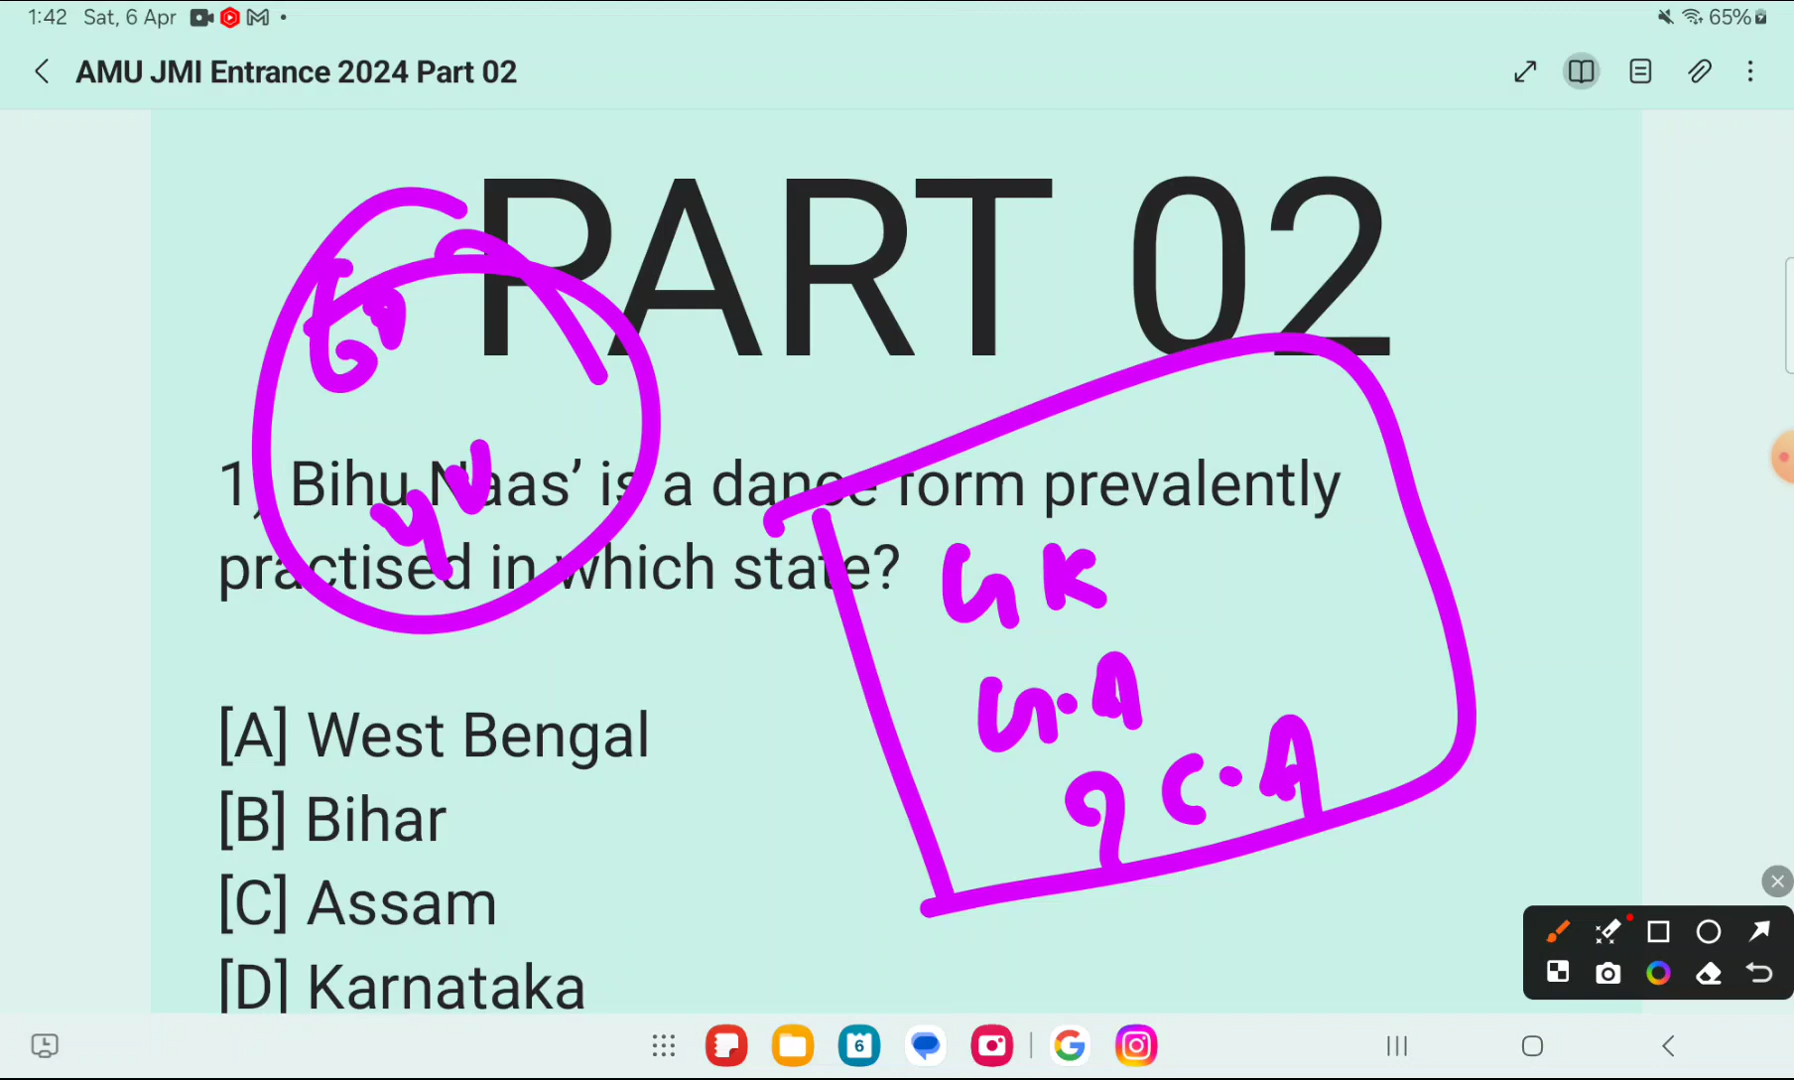 1:42 Sat, 6 Apr
65%
AMU JMI Entrance 2024 Part 02
PART 02
1, Bihu Naas’ is a dance form prevalently
practised in which state?
GK
G.A
C.A
[A] West Bengal
[B] Bihar
[C] Assam
[D] Karnataka
6